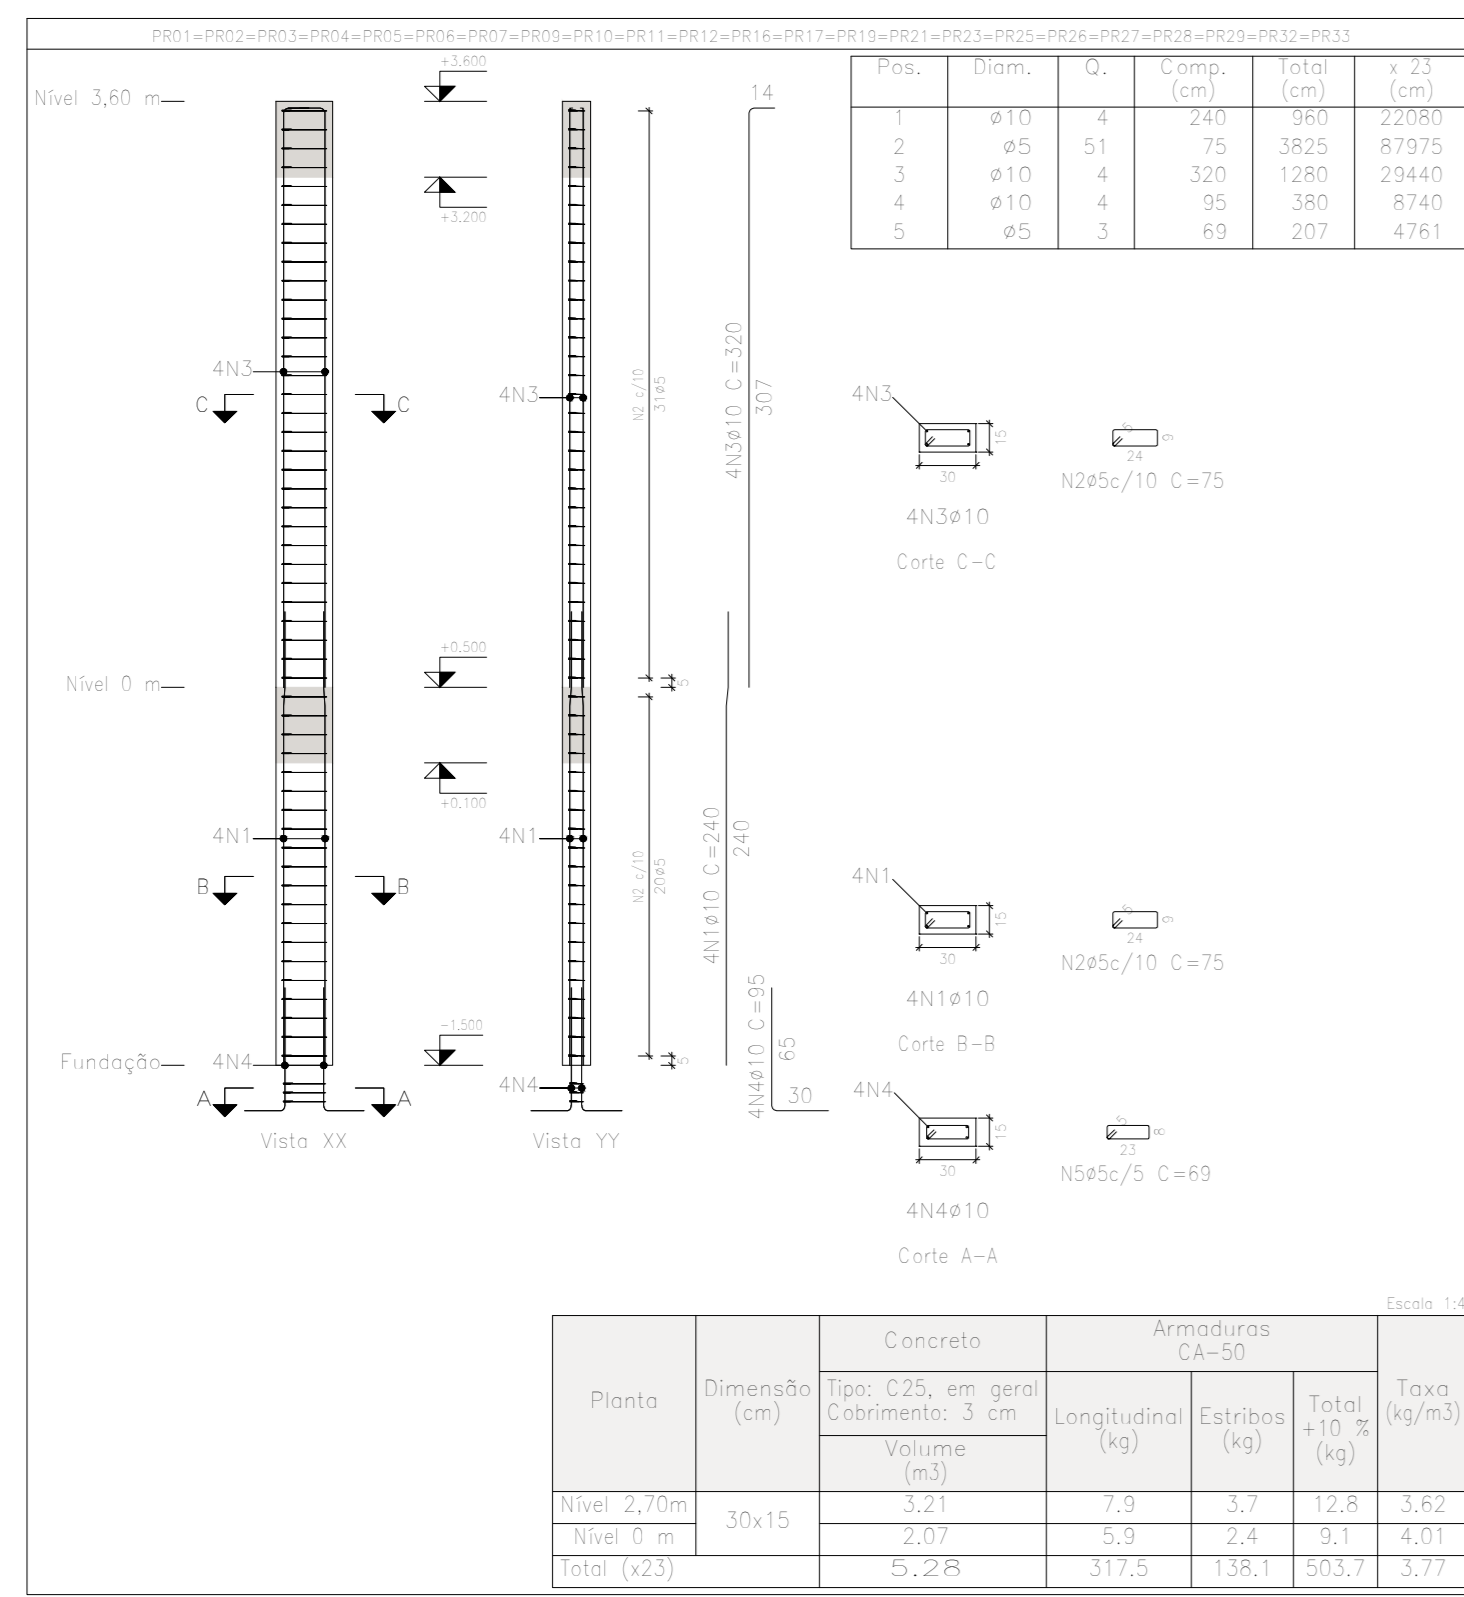 PR01=PR02=PR03=PR04=PR05=PR06=PR07=PR09=PR10=PR11=PR12=PR16=PR17=PR19=PR21=PR23=PR25=PR26=PR27=PR28=PR29=PR32=PR33
Pos. Diam. Q. Comp. (cm) Total (cm) x 23 (cm)
1 ø10 4 240 960 22080
2 ø5 51 75 3825 87975
3 ø10 4 320 1280 29440
4 ø10 4 95 380 8740
5 ø5 3 69 207 4761
Nível 3,60 m
+3.600
+3.200
4N3
C C
Nível 0 m
+0.500
+0.100
4N1
B B
Fundação
-1.500
4N4
A A
Vista XX
4N3
4N1
4N4
Vista YY
N2 c/10
31ø5
5
N2 c/10
20ø5
5
14
4N3ø10 C=320
307
4N1ø10 C=240
240
4N4ø10 C=95
65
30
4N3
15
30
4N3ø10
Corte C-C
5
9
24
N2ø5c/10 C=75
4N1
15
30
4N1ø10
Corte B-B
5
9
24
N2ø5c/10 C=75
4N4
15
30
4N4ø10
Corte A-A
5
8
23
N5ø5c/5 C=69
Escala 1:4
Planta
Dimensão
(cm)
Concreto
Tipo: C25, em geral
Cobrimento: 3 cm
Volume
(m3)
Armaduras
CA-50
Longitudinal
(kg)
Estribos
(kg)
Total
+10 %
(kg)
Taxa
(kg/m3)
Nível 2,70m 30x15 3.21 7.9 3.7 12.8 3.62
Nível 0 m 2.07 5.9 2.4 9.1 4.01
Total (x23) 5.28 317.5 138.1 503.7 3.77